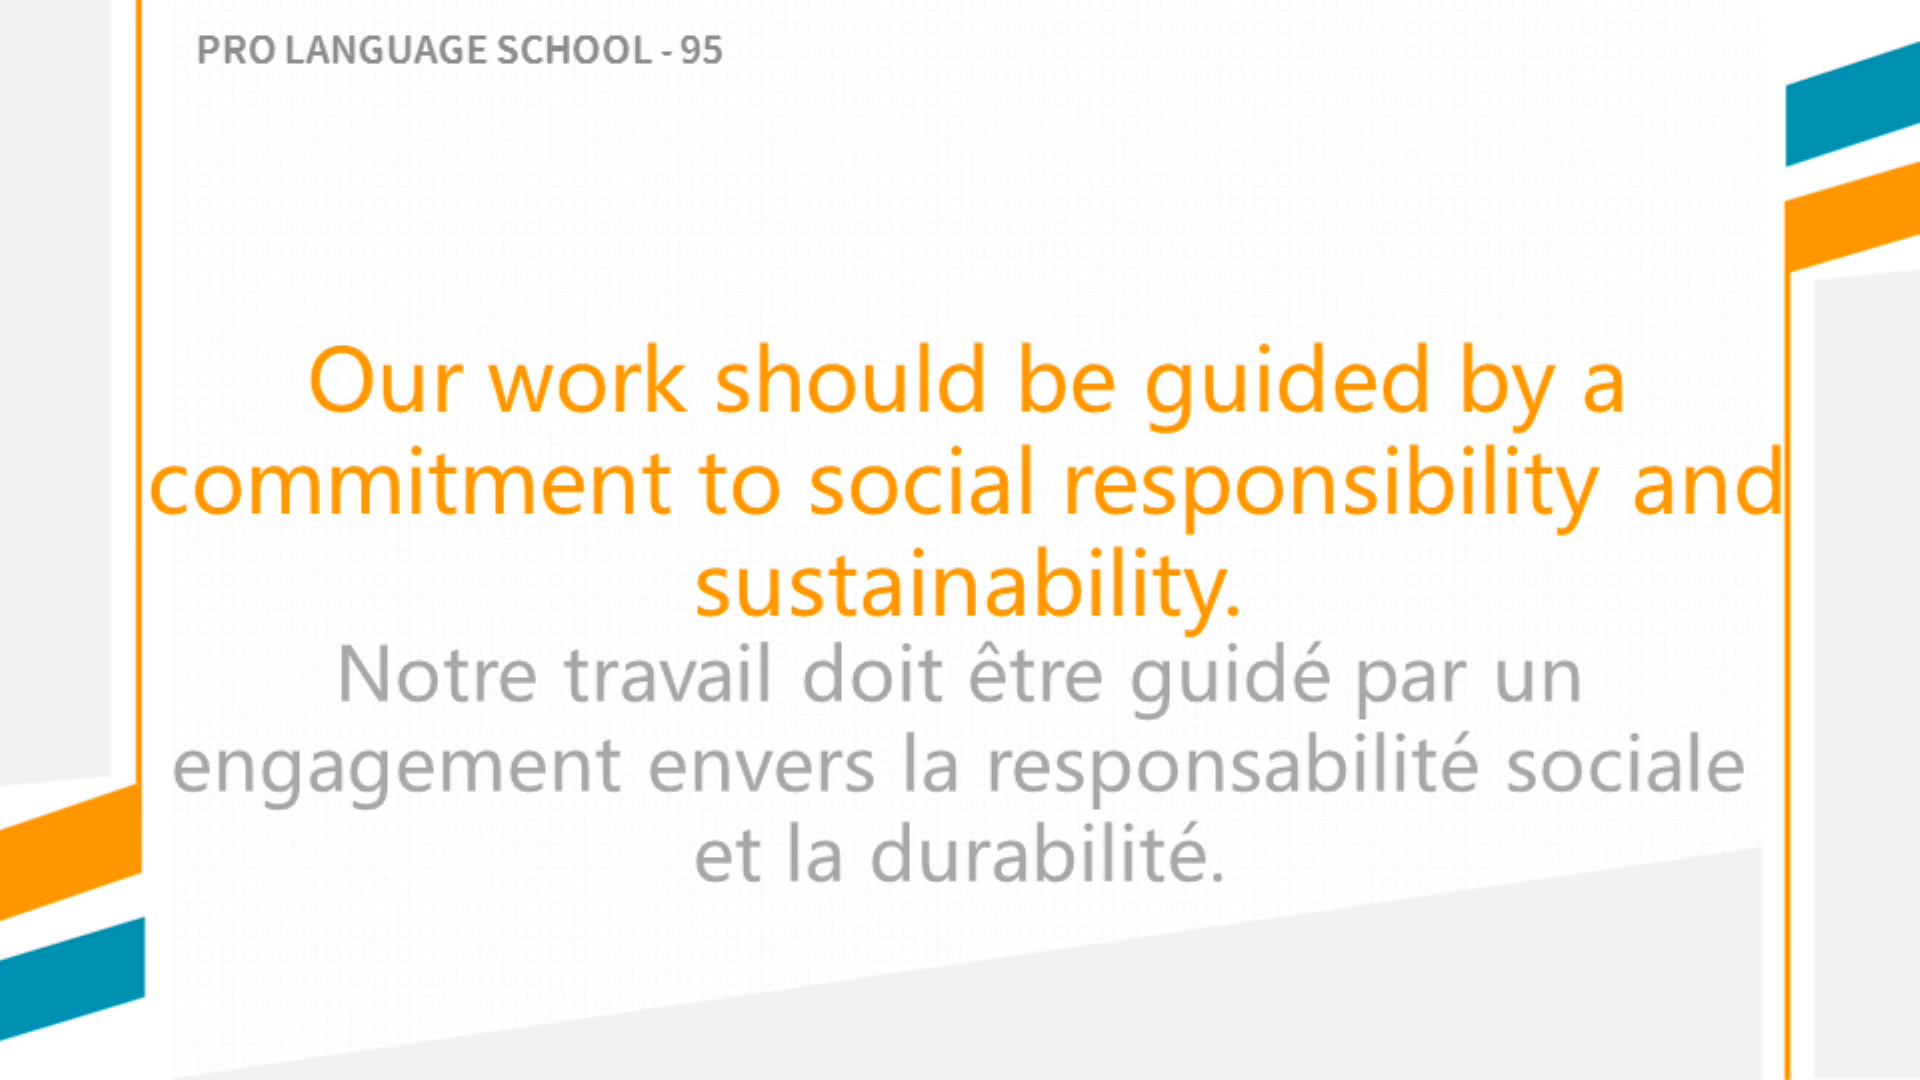 PRO LANGUAGE SCHOOL - 95
Our work should be guided by a
commitment to social responsibility and
sustainability.
Notre travail doit être guidé par un
engagement envers la responsabilité sociale
et la durabilité.